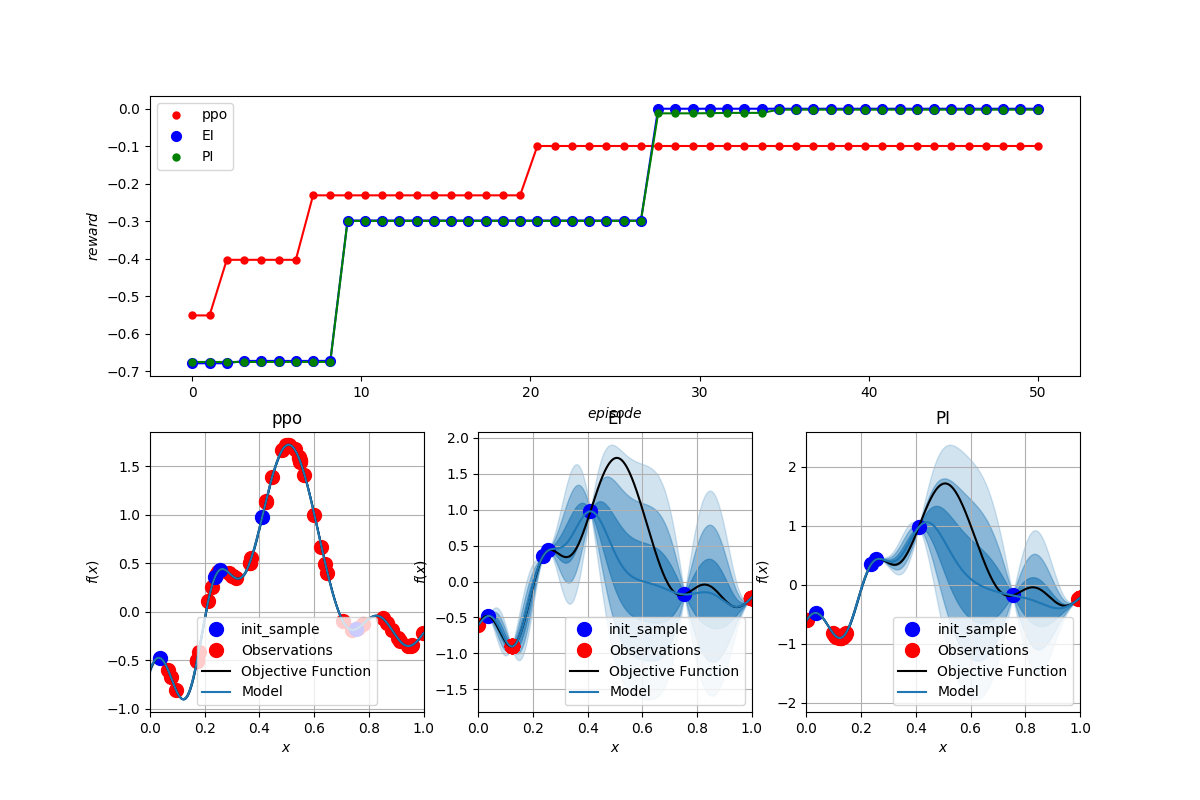 0.0
−0.1
−0.2
−0.3
−0.4
−0.5
−0.6
−0.7
reward
ppo
EI
PI
0 10 20 30 40 50
episode
ppo
EI
PI
1.5
1.0
0.5
0.0
−0.5
−1.0
f(x)
init_sample
Observations
Objective Function
Model
0.0 0.2 0.4 0.6 0.8 1.0
x
2.0
1.5
1.0
0.5
0.0
−0.5
−1.0
−1.5
f(x)
init_sample
Observations
Objective Function
Model
0.0 0.2 0.4 0.6 0.8 1.0
x
2
1
0
−1
−2
f(x)
init_sample
Observations
Objective Function
Model
0.0 0.2 0.4 0.6 0.8 1.0
x